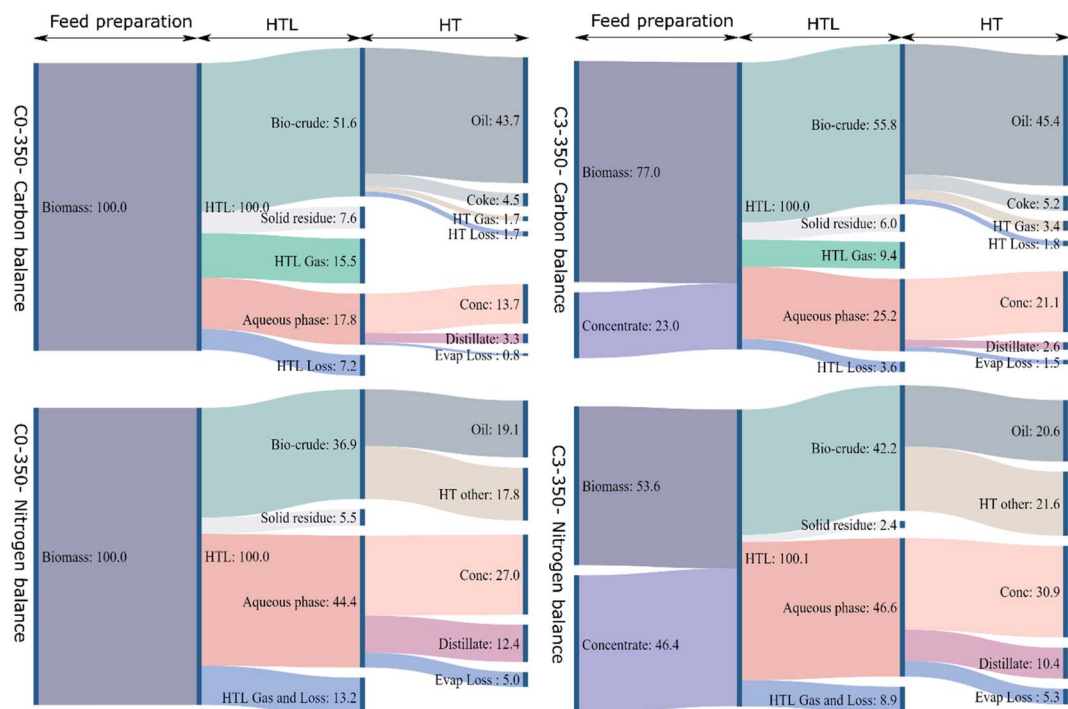 Feed preparation
HTL
HT
C0-350- Carbon balance
Biomass: 100.0
HTL: 100.0
Bio-crude: 51.6
Solid residue: 7.6
HTL Gas: 15.5
Aqueous phase: 17.8
HTL Loss: 7.2
Oil: 43.7
Coke: 4.5
HT Gas: 1.7
HT Loss: 1.7
Conc: 13.7
Distillate: 3.3
Evap Loss: 0.8
Feed preparation
HTL
HT
C3-350- Carbon balance
Biomass: 77.0
Concentrate: 23.0
HTL: 100.0
Bio-crude: 55.8
Solid residue: 6.0
HTL Gas: 9.4
Aqueous phase: 25.2
HTL Loss: 3.6
Oil: 45.4
Coke: 5.2
HT Gas: 3.4
HT Loss: 1.8
Conc: 21.1
Distillate: 2.6
Evap Loss: 1.5
C0-350- Nitrogen balance
Biomass: 100.0
HTL: 100.0
Bio-crude: 36.9
Solid residue: 5.5
Aqueous phase: 44.4
HTL Gas and Loss: 13.2
Oil: 19.1
HT other: 17.8
Conc: 27.0
Distillate: 12.4
Evap Loss : 5.0
C3-350- Nitrogen balance
Biomass: 53.6
Concentrate: 46.4
HTL: 100.1
Bio-crude: 42.2
Solid residue: 2.4
Aqueous phase: 46.6
HTL Gas and Loss: 8.9
Oil: 20.6
HT other: 21.6
Conc: 30.9
Distillate: 10.4
Evap Loss: 5.3